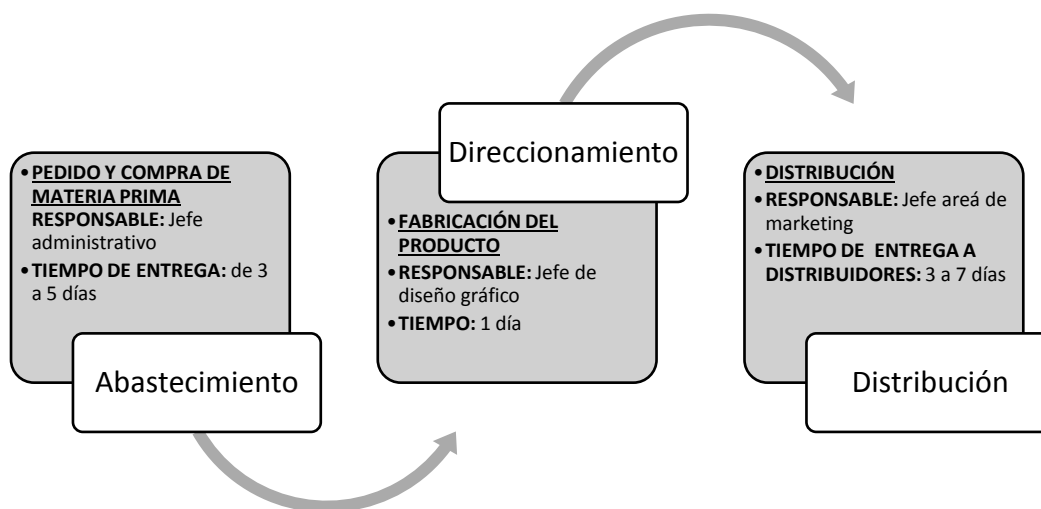 • PEDIDO Y COMPRA DE
MATERIA PRIMA
RESPONSABLE: Jefe
administrativo
• TIEMPO DE ENTREGA: de 3
a 5 días
Abastecimiento
Direccionamiento
• FABRICACIÓN DEL
PRODUCTO
• RESPONSABLE: Jefe de
diseño gráfico
• TIEMPO: 1 día
• DISTRIBUCIÓN
• RESPONSABLE: Jefe areá de
marketing
• TIEMPO DE ENTREGA A
DISTRIBUIDORES: 3 a 7 días
Distribución